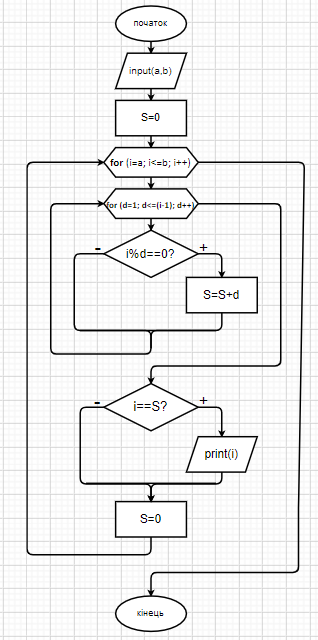 початок
input(a,b)
S=0
for (i=a; i<=b; i++)
for (d=1; d<=(i-1); d++)
- i%d==0? +
S=S+d
- i==S? +
print(i)
S=0
кінець